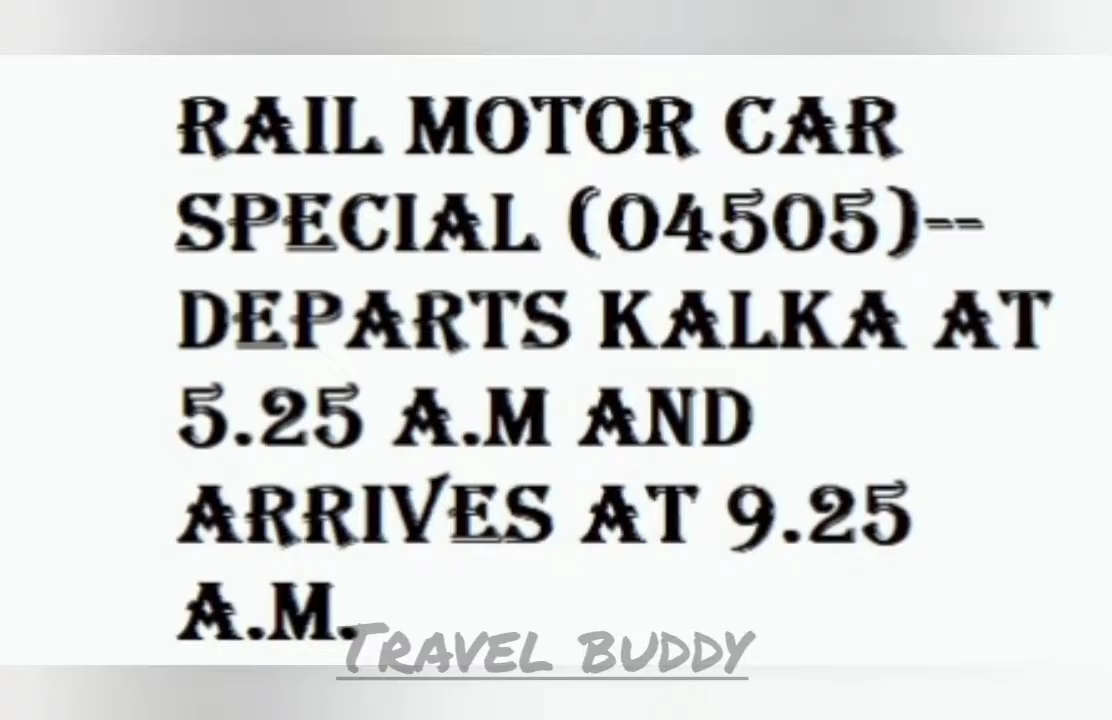 RAIL MOTOR CAR
SPECIAL (04505)--
DEPARTS KALKA AT
5.25 A.M AND
ARRIVES AT 9.25
A.M.
TRAVEL BUDDY